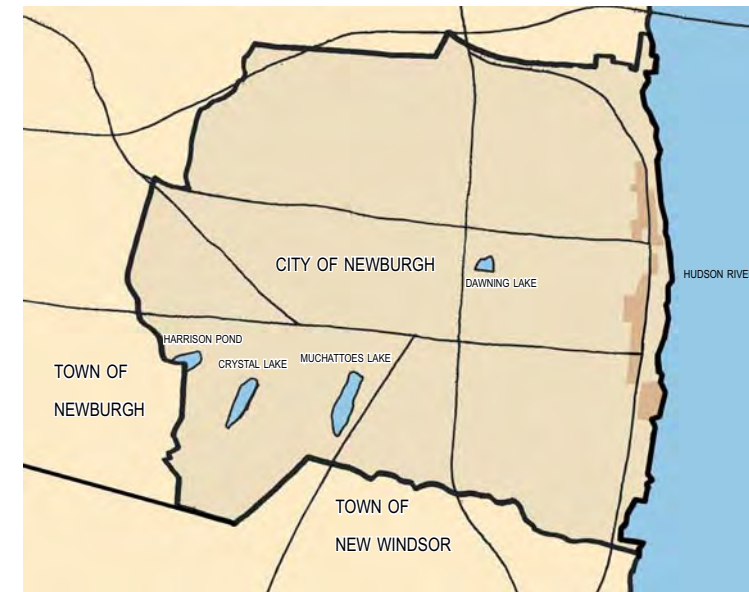 CITY OF NEWBURGH
DAWNING LAKE
HUDSON RIVE
HARRISON POND
CRYSTAL LAKE
MUCHATTOES LAKE
TOWN OF
NEWBURGH
TOWN OF
NEW WINDSOR